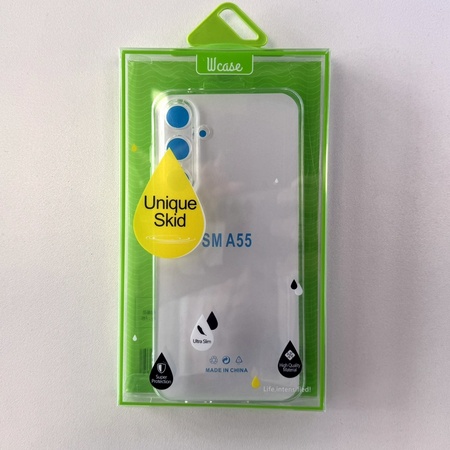 Wcase
Unique
Skid
SM A55
Ultra Slim
Super
Protection
High Quality
Material
MADE IN CHINA